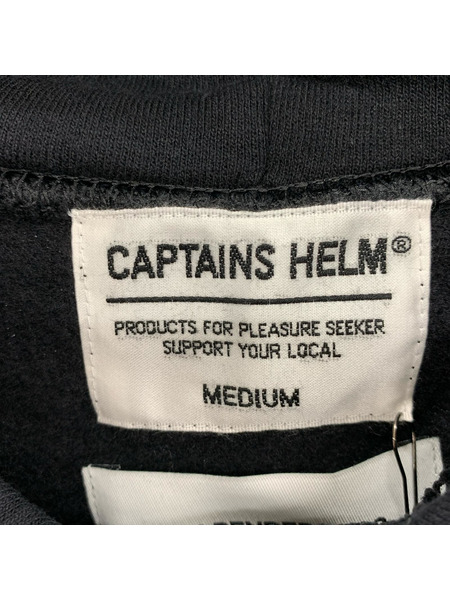 CAPTAINS HELM®
PRODUCTS FOR PLEASURE SEEKER
SUPPORT YOUR LOCAL
MEDIUM